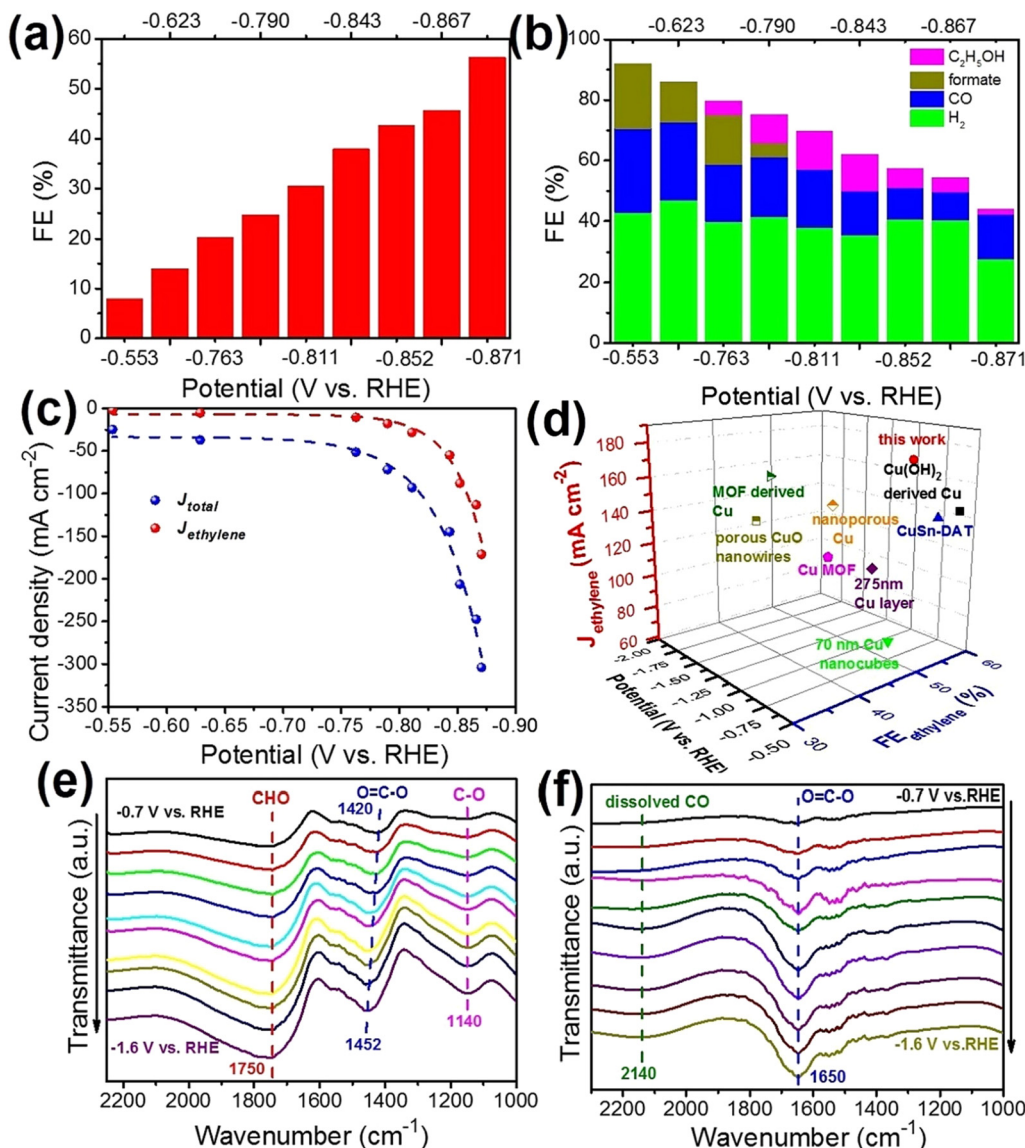 (a)
-0.623 -0.790 -0.843 -0.867
60
50
40
30
20
10
0
FE (%)
-0.553 -0.763 -0.811 -0.852 -0.871
Potential (V vs. RHE)
(b)
-0.623 -0.790 -0.843 -0.867
100
80
60
40
20
0
FE (%)
C₂H₅OH
formate
CO
H₂
-0.553 -0.763 -0.811 -0.852 -0.871
Potential (V vs. RHE)
(c)
0
-50
-100
-150
-200
-250
-300
-350
Current density (mA cm⁻²)
J_total
J_ethylene
-0.55 -0.60 -0.65 -0.70 -0.75 -0.80 -0.85 -0.90
Potential (V vs. RHE)
(d)
180
160
140
120
100
80
60
J_ethylene (mA cm⁻²)
this work
Cu(OH)₂
derived Cu
MOF derived
Cu
nanoporous
Cu
CuSn-DAT
porous CuO
nanowires
Cu MOF
275nm
Cu layer
70 nm Cu
nanocubes
-2.00
-1.75
-1.50
-1.25
-1.00
-0.75
-0.50
Potential (V vs. RHE)
30 40 50 60
FE_ethylene (%)
(e)
Transmittance (a.u.)
-0.7 V vs. RHE
CHO
O=C-O
1420
C-O
-1.6 V vs. RHE
1750
1452
1140
2200 2000 1800 1600 1400 1200 1000
Wavenumber (cm⁻¹)
(f)
Transmittance (a.u.)
dissolved CO
O=C-O
-0.7 V vs.RHE
-1.6 V vs.RHE
2140
1650
2200 2000 1800 1600 1400 1200 1000
Wavenumber (cm⁻¹)